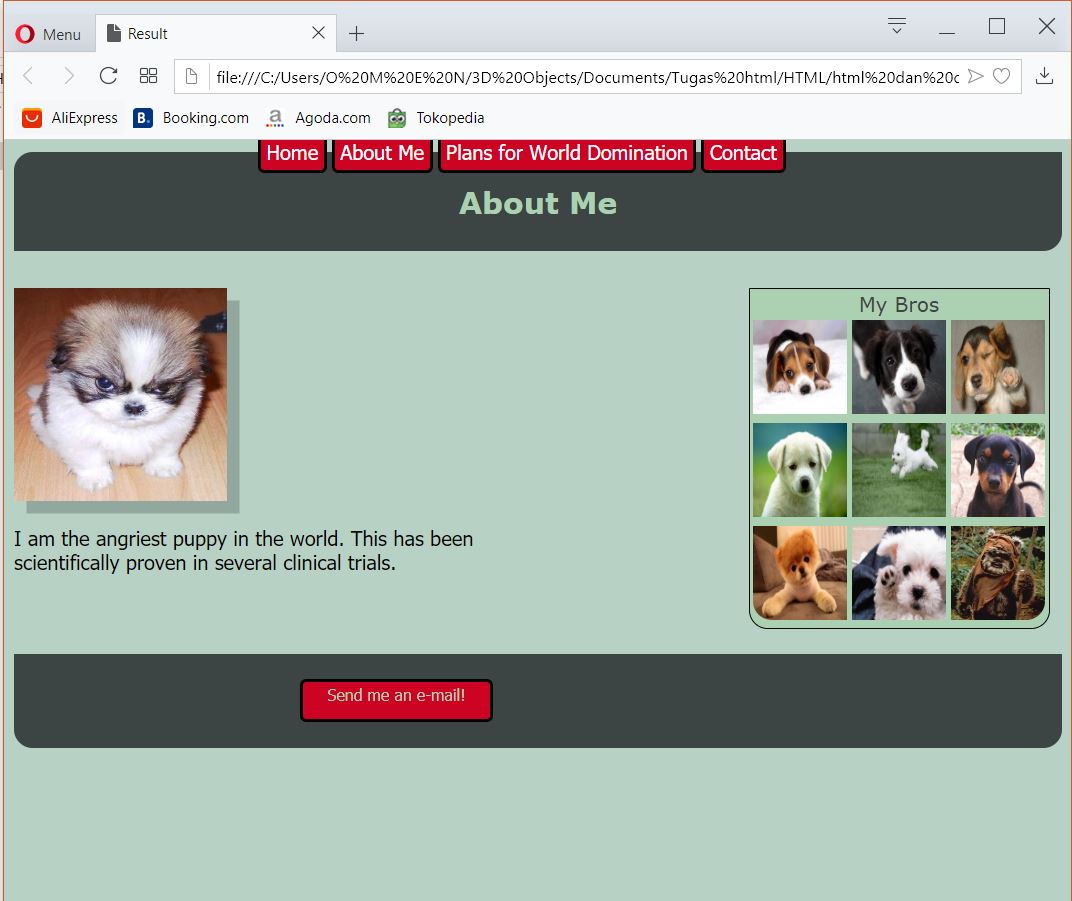 Menu
Result
file:///C:/Users/O%20M%20E%20N/3D%20Objects/Documents/Tugas%20html/HTML/html%20dan%20c
AliExpress
B.
Booking.com
a
Agoda.com
Tokopedia
Home
About Me
Plans for World Domination
Contact
About Me
My Bros
I am the angriest puppy in the world. This has been
scientifically proven in several clinical trials.
Send me an e-mail!